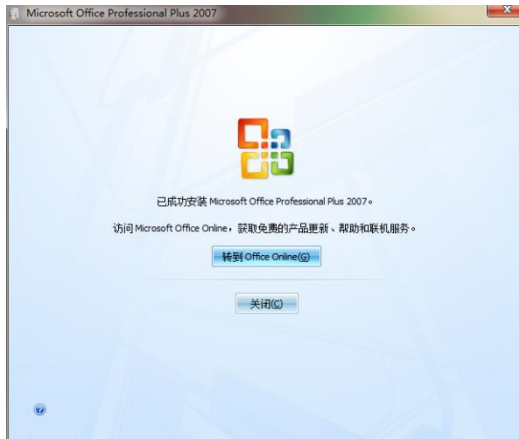 Microsoft Office Professional Plus 2007
已成功安装 Microsoft Office Professional Plus 2007。
访问 Microsoft Office Online，获取免费的产品更新、帮助和联机服务。
转到 Office Online(G)
关闭(C)